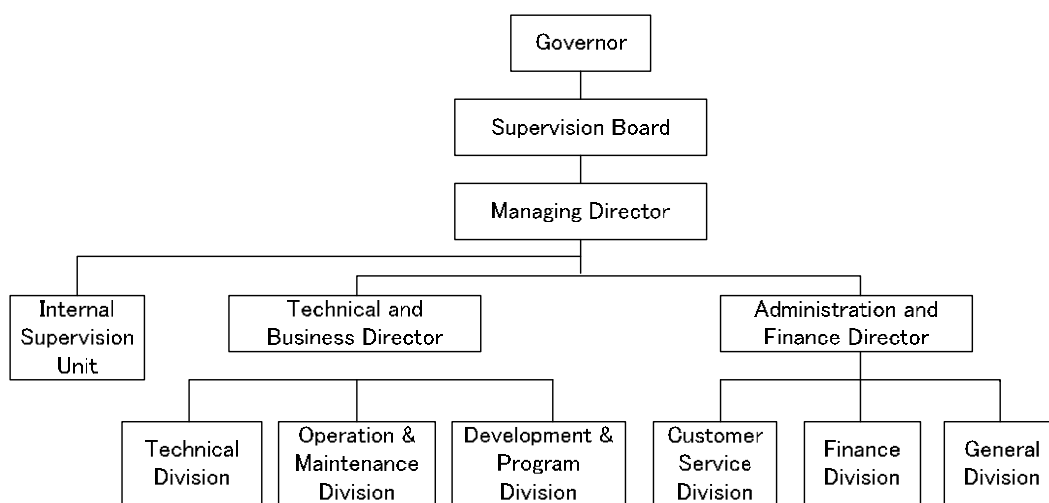 Governor
Supervision Board
Managing Director
Internal
Supervision
Unit
Technical and
Business Director
Administration and
Finance Director
Technical
Division
Operation &
Maintenance
Division
Development &
Program
Division
Customer
Service
Division
Finance
Division
General
Division